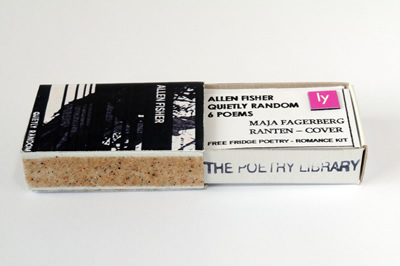 ALLEN FISHER
QUIETLY RANDOM
ALLEN FISHER
QUIETLY RANDOM
6 POEMS
ly
MAJA FAGERBERG
RANTEN – COVER
FREE FRIDGE POETRY - ROMANCE KIT
THE POETRY LIBRARY